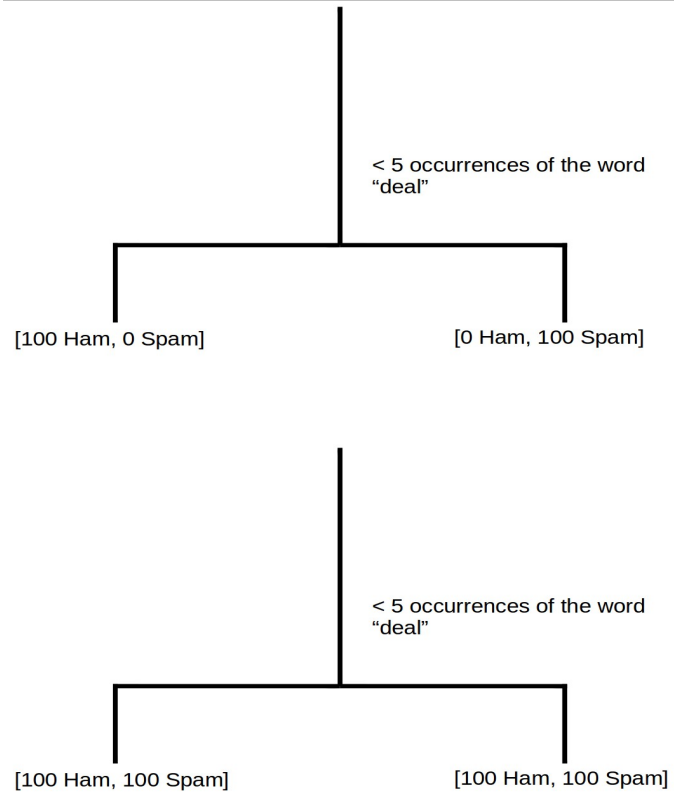 < 5 occurrences of the word
“deal”
[100 Ham, 0 Spam]
[0 Ham, 100 Spam]
< 5 occurrences of the word
“deal”
[100 Ham, 100 Spam]
[100 Ham, 100 Spam]